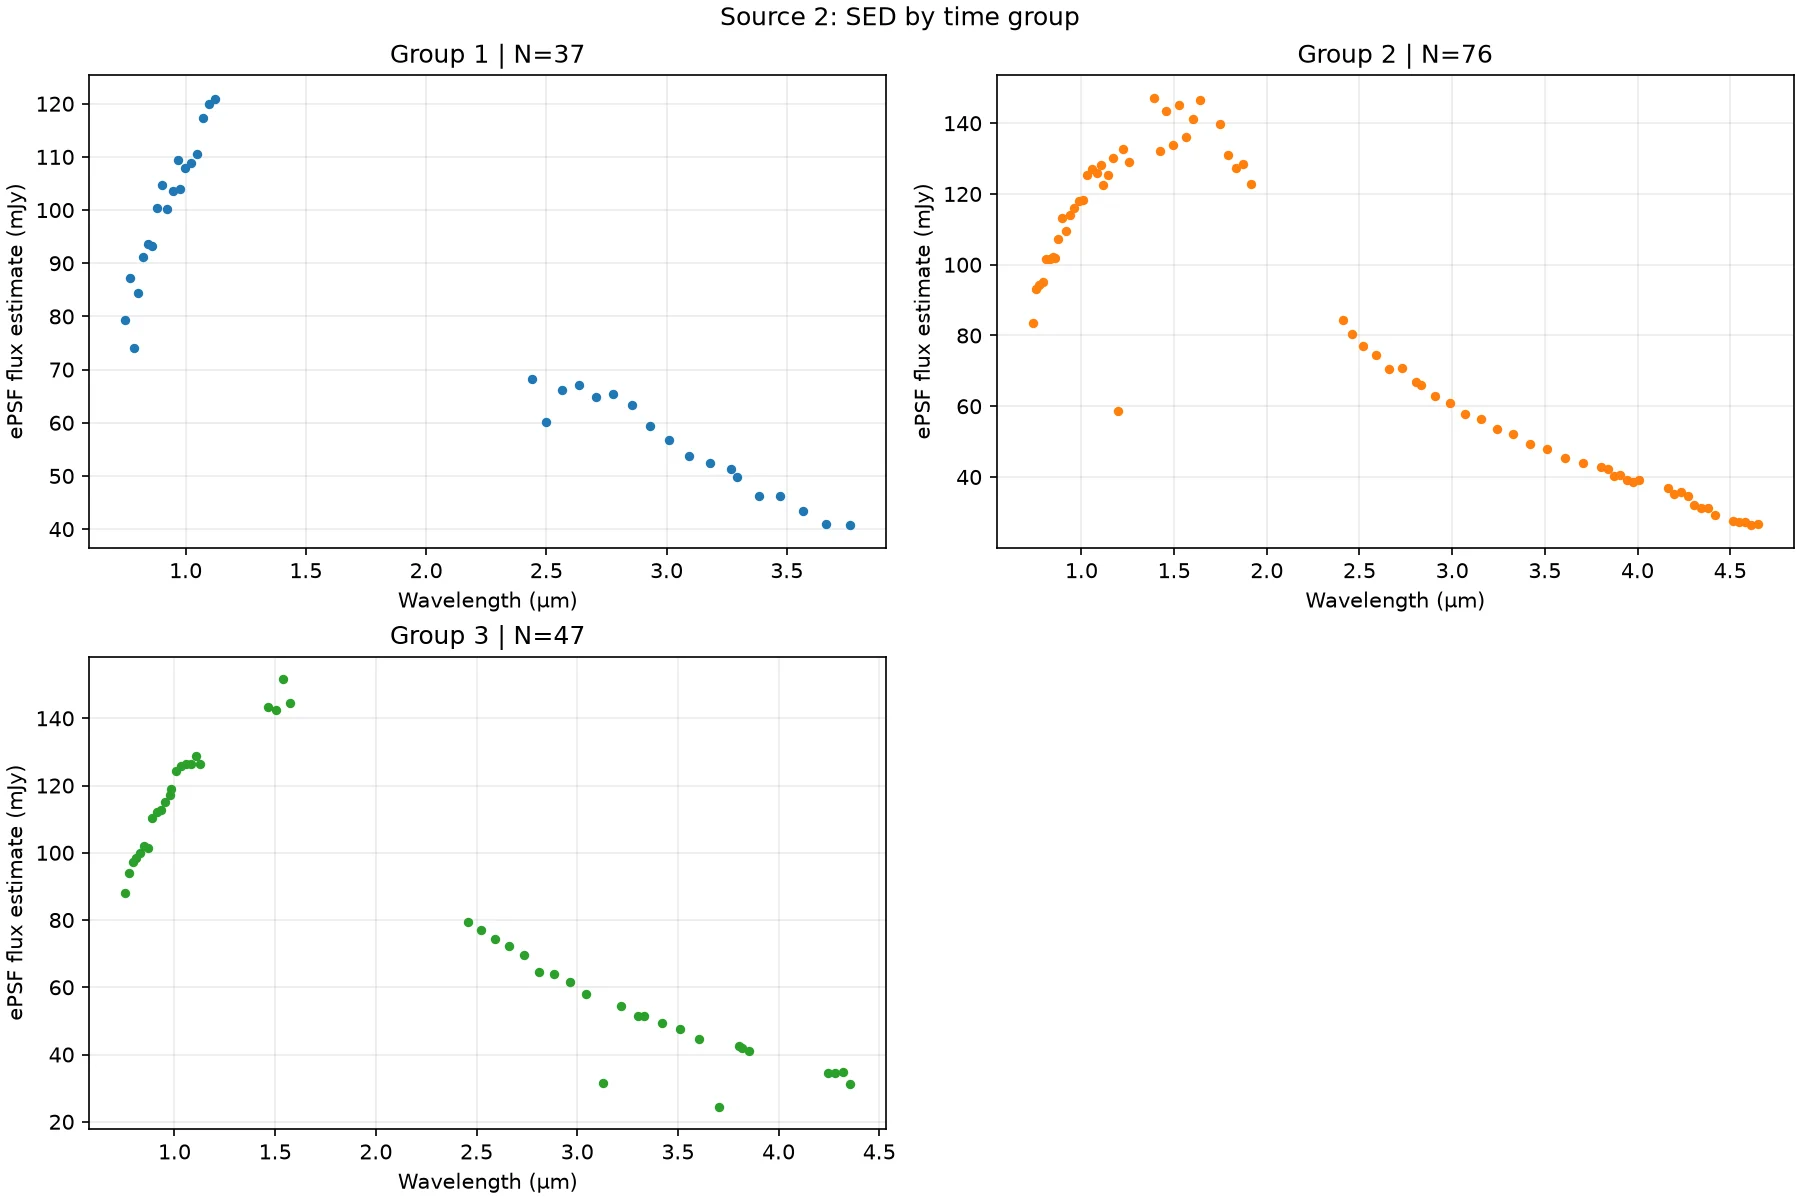 Source 2: SED by time group
Group 1 | N=37
ePSF flux estimate (mJy)
120
110
100
90
80
70
60
50
40
1.0 1.5 2.0 2.5 3.0 3.5
Wavelength (µm)
Group 2 | N=76
ePSF flux estimate (mJy)
140
120
100
80
60
40
1.0 1.5 2.0 2.5 3.0 3.5 4.0 4.5
Wavelength (µm)
Group 3 | N=47
ePSF flux estimate (mJy)
140
120
100
80
60
40
20
1.0 1.5 2.0 2.5 3.0 3.5 4.0 4.5
Wavelength (µm)